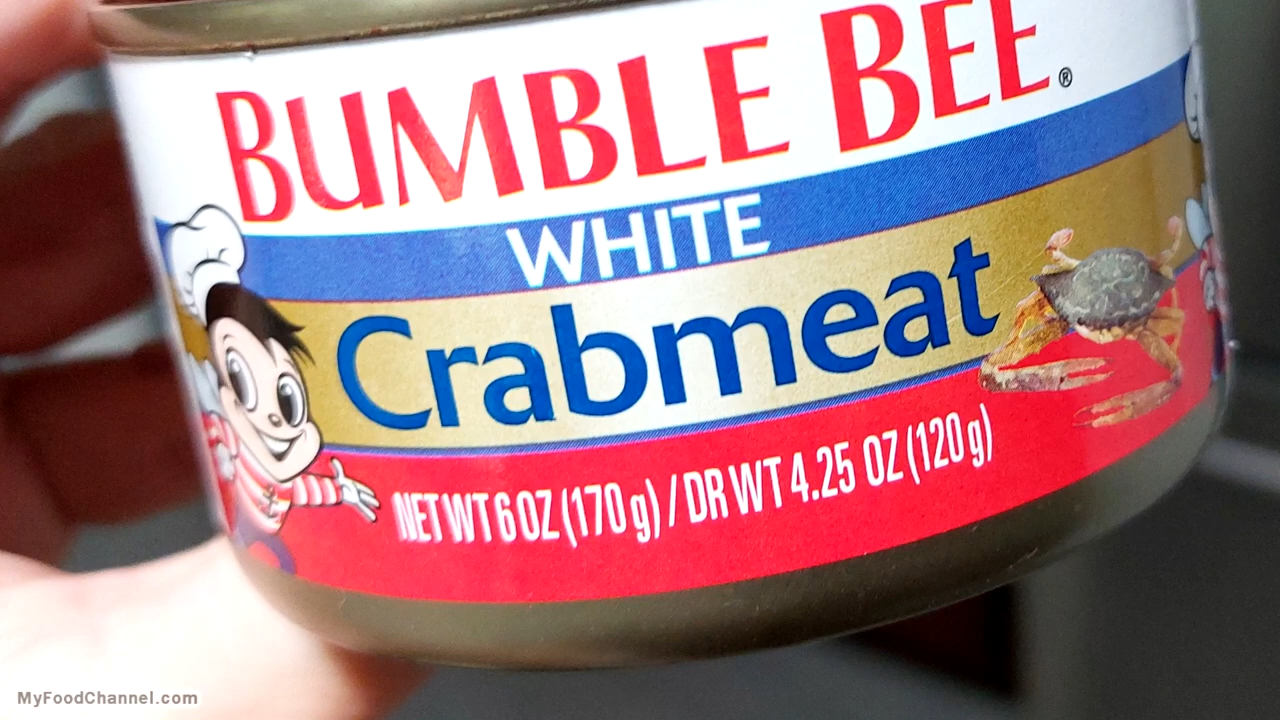 BUMBLE BEE®
WHITE
Crabmeat
NET WT 6 OZ (170 g) / DR WT 4.25 OZ (120 g)
MyFoodChannel.com